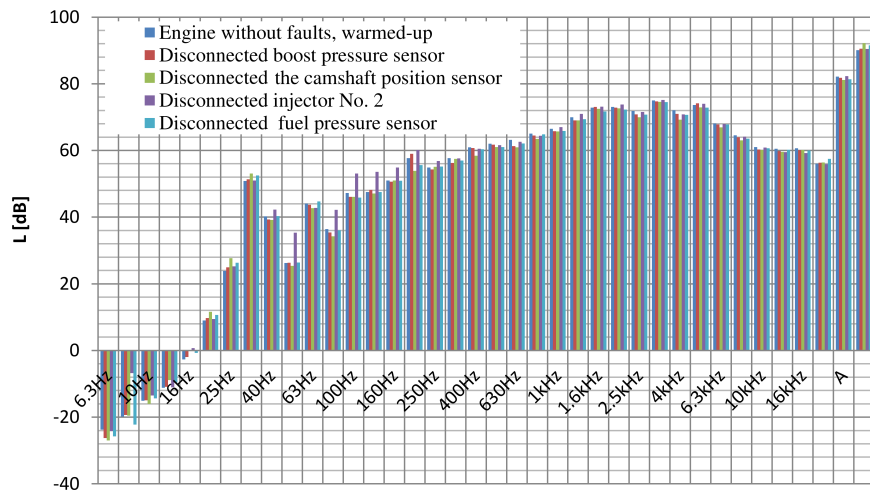 100
80
60
40
20
0
-20
-40
L [dB]
Engine without faults, warmed-up
Disconnected boost pressure sensor
Disconnected the camshaft position sensor
Disconnected injector No. 2
Disconnected fuel pressure sensor
6.3Hz
10Hz
16Hz
25Hz
40Hz
63Hz
100Hz
160Hz
250Hz
400Hz
630Hz
1kHz
1.6kHz
2.5kHz
4kHz
6.3kHz
10kHz
16kHz
A